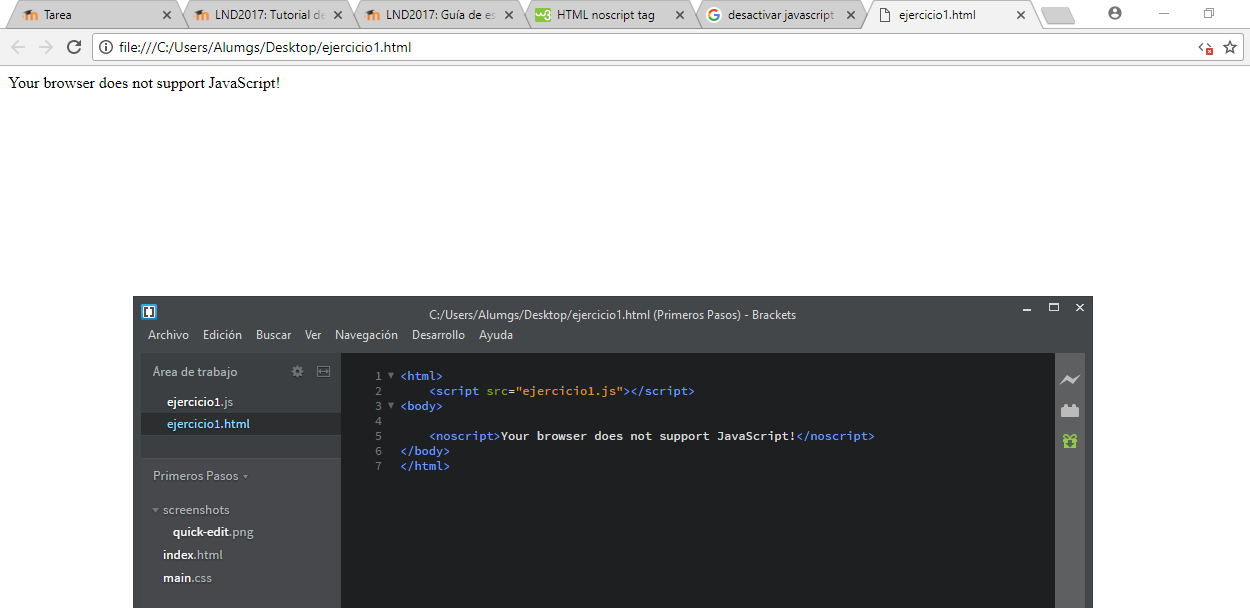 Tarea
LND2017: Tutorial de
LND2017: Guía de es
HTML noscript tag
desactivar javascript
ejercicio1.html
file:///C:/Users/Alumgs/Desktop/ejercicio1.html
Your browser does not support JavaScript!
C:/Users/Alumgs/Desktop/ejercicio1.html (Primeros Pasos) - Brackets
Archivo Edición Buscar Ver Navegación Desarrollo Ayuda
Área de trabajo
ejercicio1.js
ejercicio1.html
Primeros Pasos
screenshots
quick-edit.png
index.html
main.css
1 <html>
2 <script src="ejercicio1.js"></script>
3 <body>
4
5 <noscript>Your browser does not support JavaScript!</noscript>
6 </body>
7 </html>